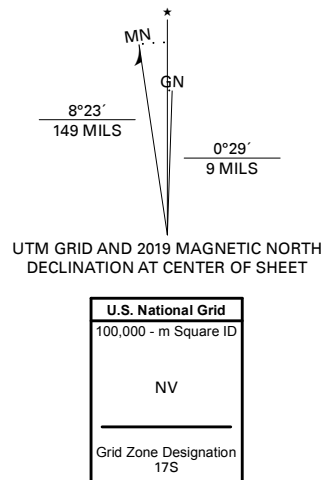 ★
MN
GN
8°23´
149 MILS
0°29´
9 MILS
UTM GRID AND 2019 MAGNETIC NORTH
DECLINATION AT CENTER OF SHEET
U.S. National Grid
100,000 - m Square ID
NV
Grid Zone Designation
17S